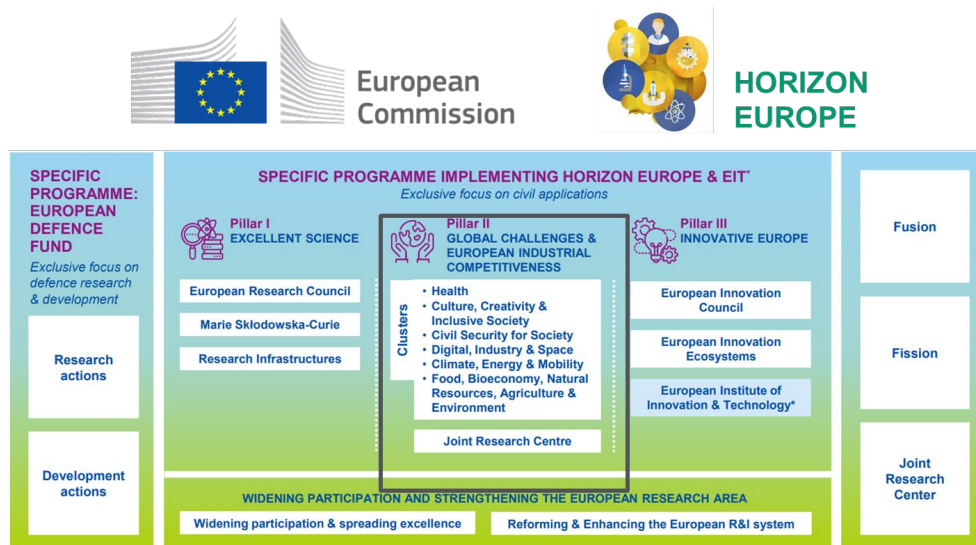 European
Commission
HORIZON
EUROPE
SPECIFIC
PROGRAMME:
EUROPEAN
DEFENCE
FUND
Exclusive focus on
defence research
& development
Research
actions
Development
actions
SPECIFIC PROGRAMME IMPLEMENTING HORIZON EUROPE & EIT*
Exclusive focus on civil applications
Pillar I
EXCELLENT SCIENCE
European Research Council
Marie Skłodowska-Curie
Research Infrastructures
Pillar II
GLOBAL CHALLENGES &
EUROPEAN INDUSTRIAL
COMPETITIVENESS
Clusters
• Health
• Culture, Creativity &
Inclusive Society
• Civil Security for Society
• Digital, Industry & Space
• Climate, Energy & Mobility
• Food, Bioeconomy, Natural
Resources, Agriculture &
Environment
Joint Research Centre
Pillar III
INNOVATIVE EUROPE
European Innovation
Council
European Innovation
Ecosystems
European Institute of
Innovation & Technology*
WIDENING PARTICIPATION AND STRENGTHENING THE EUROPEAN RESEARCH AREA
Widening participation & spreading excellence
Reforming & Enhancing the European R&I system
Fusion
Fission
Joint
Research
Center